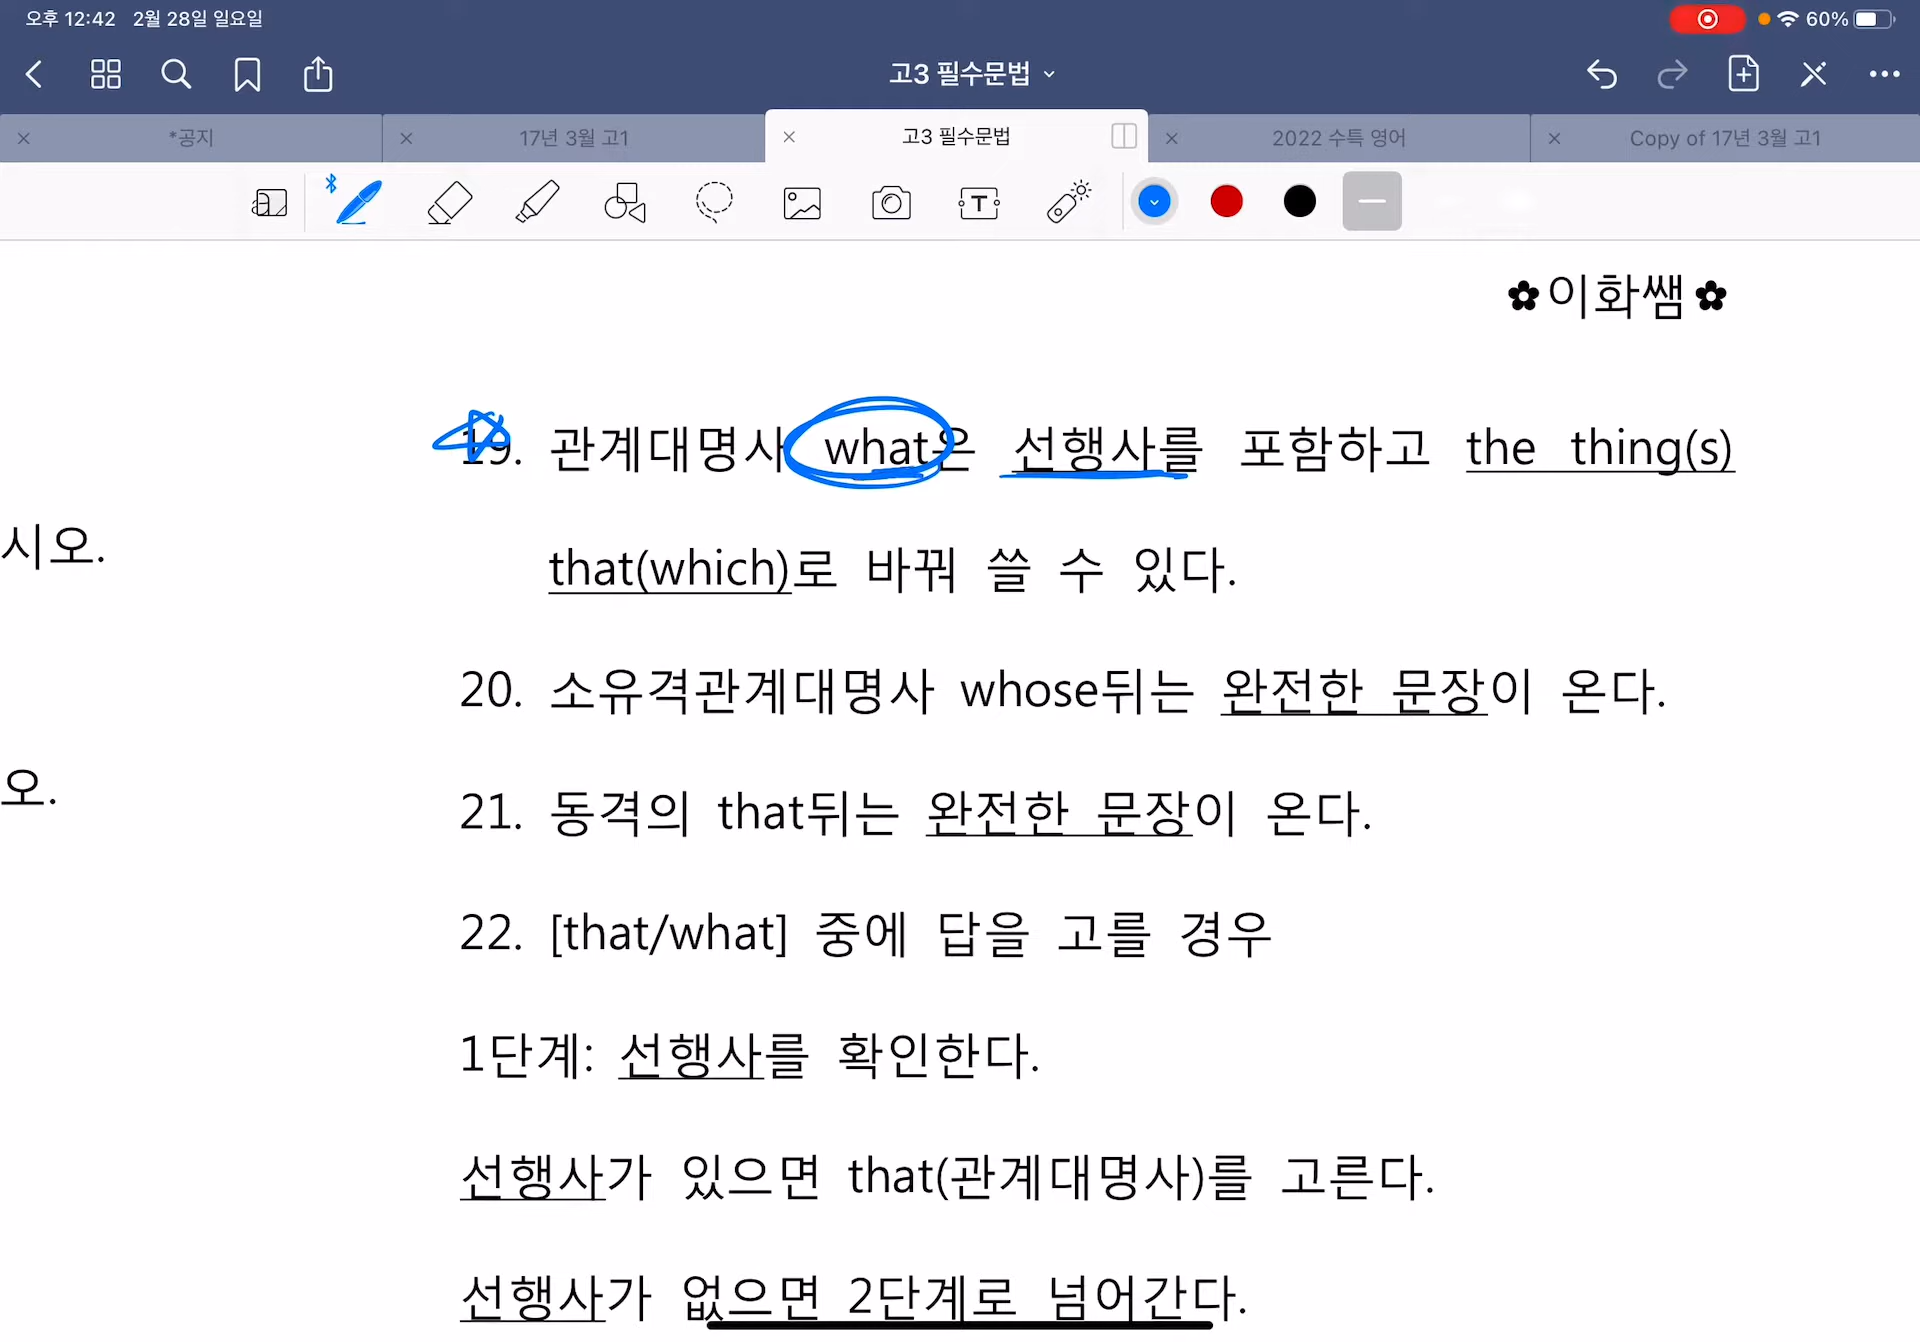 오후 12:42 2월 28일 일요일 60%
고3 필수문법
*공지 17년 3월 고1 고3 필수문법 2022 수특 영어 Copy of 17년 3월 고1
✿이화쌤✿
19. 관계대명사 what은 선행사를 포함하고 the thing(s)
시오.
that(which)로 바꿔 쓸 수 있다.
20. 소유격관계대명사 whose뒤는 완전한 문장이 온다.
오.
21. 동격의 that뒤는 완전한 문장이 온다.
22. [that/what] 중에 답을 고를 경우
1단계: 선행사를 확인한다.
선행사가 있으면 that(관계대명사)를 고른다.
선행사가 없으면 2단계로 넘어간다.